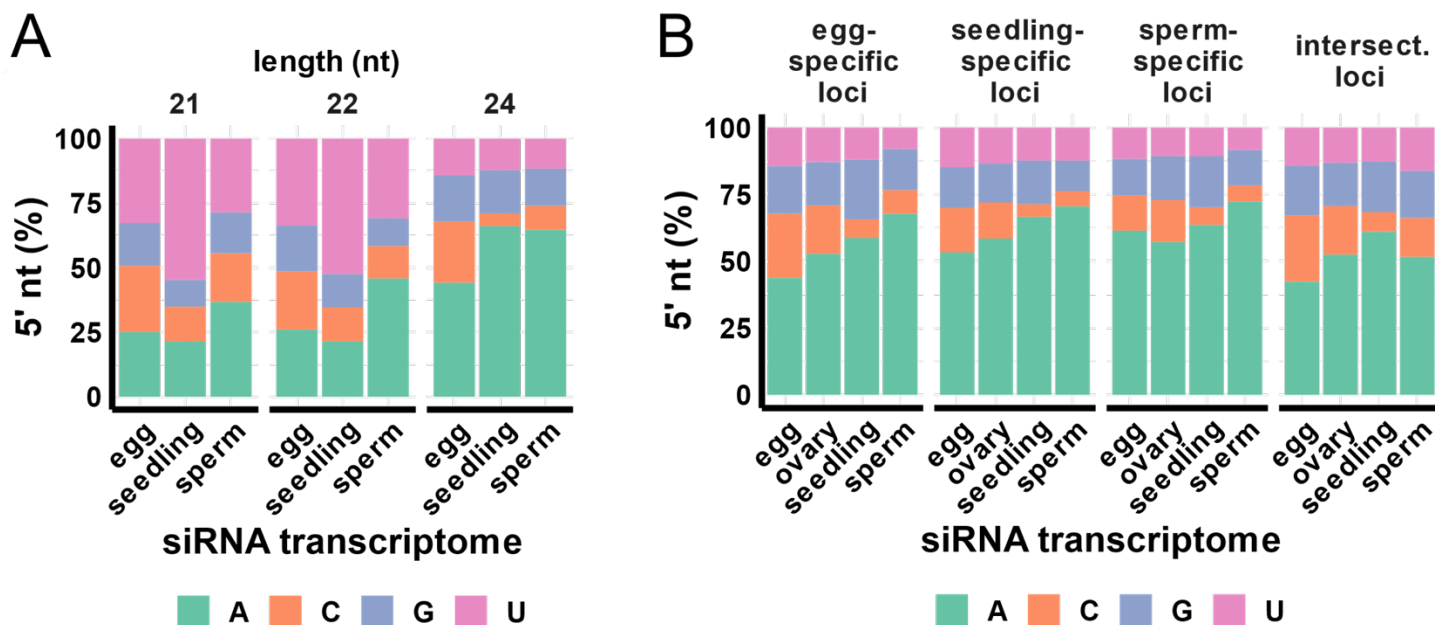 A
length (nt)
21 22 24
5' nt (%)
100
75
50
25
0
egg seedling sperm egg seedling sperm egg seedling sperm
siRNA transcriptome
A C G U
B
egg-
specific
loci
seedling-
specific
loci
sperm-
specific
loci
intersect.
loci
5' nt (%)
100
75
50
25
0
egg ovary seedling sperm egg ovary seedling sperm egg ovary seedling sperm egg ovary seedling sperm
siRNA transcriptome
A C G U